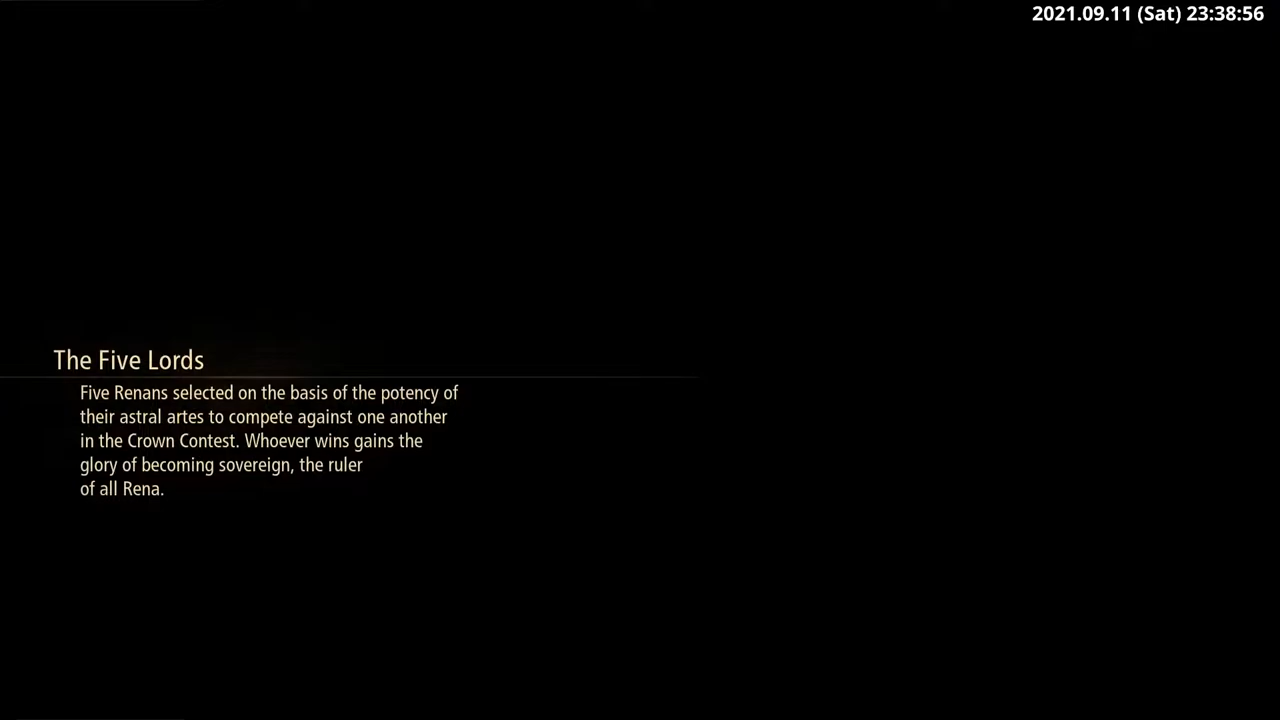 2021.09.11 (Sat) 23:38:56
The Five Lords
Five Renans selected on the basis of the potency of
their astral artes to compete against one another
in the Crown Contest. Whoever wins gains the
glory of becoming sovereign, the ruler
of all Rena.